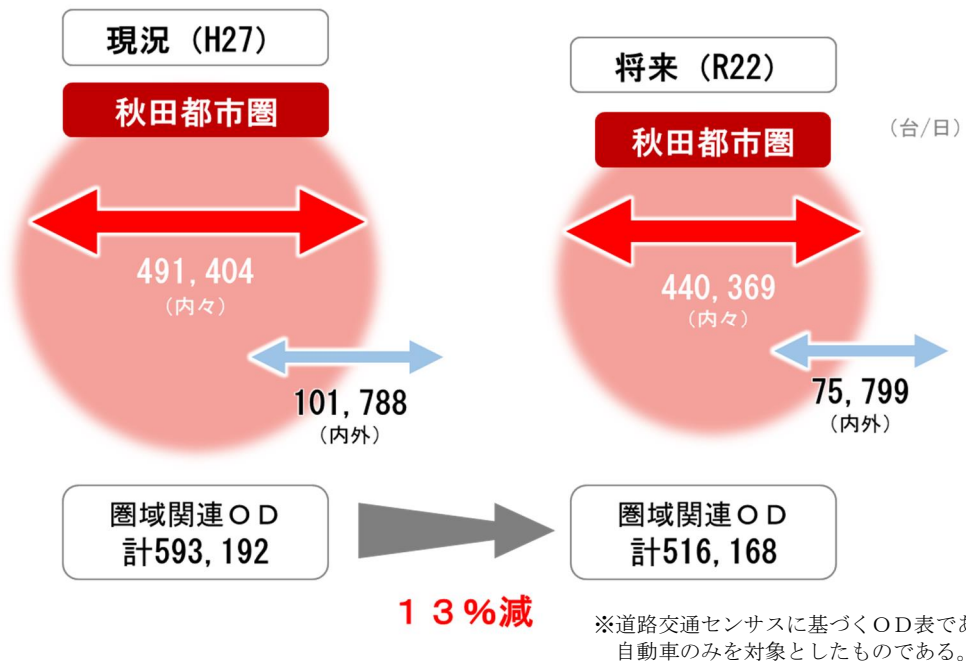 現況（H27）
秋田都市圏
491,404
（内々）
101,788
（内外）
圏域関連ＯＤ
計593,192
１３%減
将来（R22）
（台/日）
秋田都市圏
440,369
（内々）
75,799
（内外）
圏域関連ＯＤ
計516,168
※道路交通センサスに基づくＯＤ表であ
自動車のみを対象としたものである。